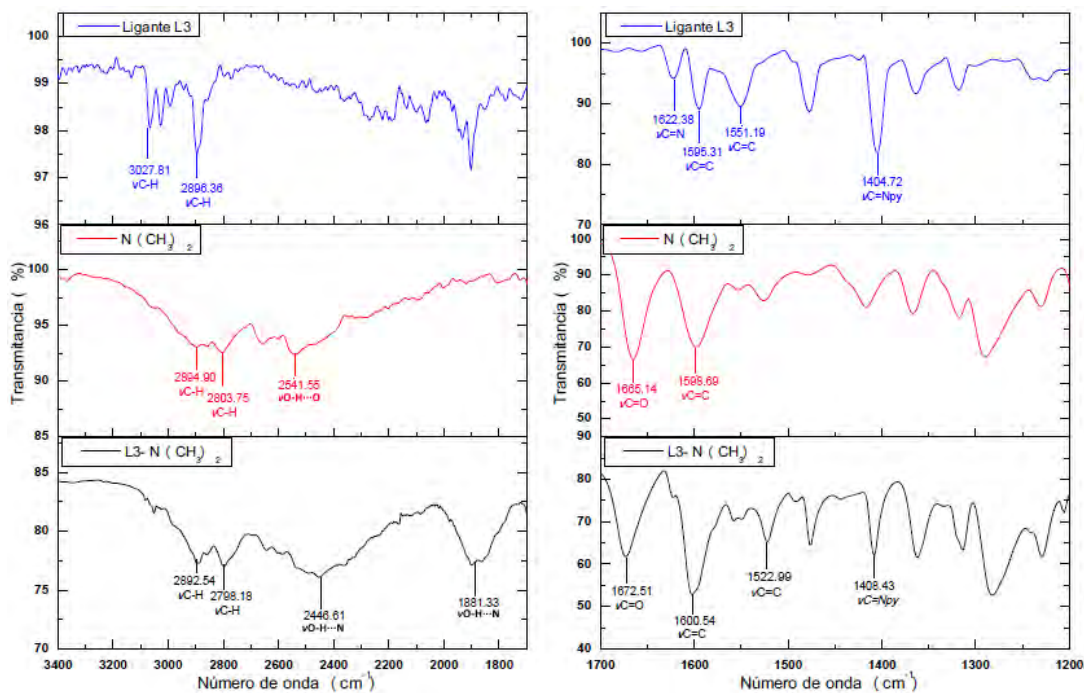 Ligante L3
100
99
98
97
96
3027.81
νC-H
2896.36
νC-H
N (CH3) 2
100
95
90
85
2894.90
νC-H
2803.75
νC-H
2541.55
νO-H···O
L3- N (CH3) 2
85
80
75
70
2892.54
νC-H
2798.18
νC-H
2446.61
νO-H···N
1881.33
νO-H···N
3400 3200 3000 2800 2600 2400 2200 2000 1800
Número de onda (cm-1)
Transmitancia ( %)
Ligante L3
100
90
80
70
1622.38
νC=N
1595.31
νC=C
1551.19
νC=C
1404.72
νC=Npy
N (CH3) 2
100
90
80
70
60
50
1665.14
νC=O
1598.69
νC=C
L3- N (CH3) 2
90
80
70
60
50
40
1672.51
νC=O
1600.54
νC=C
1522.99
νC=C
1408.43
νC=Npy
1700 1600 1500 1400 1300 1200
Número de onda (cm-1)
Transmitancia ( %)